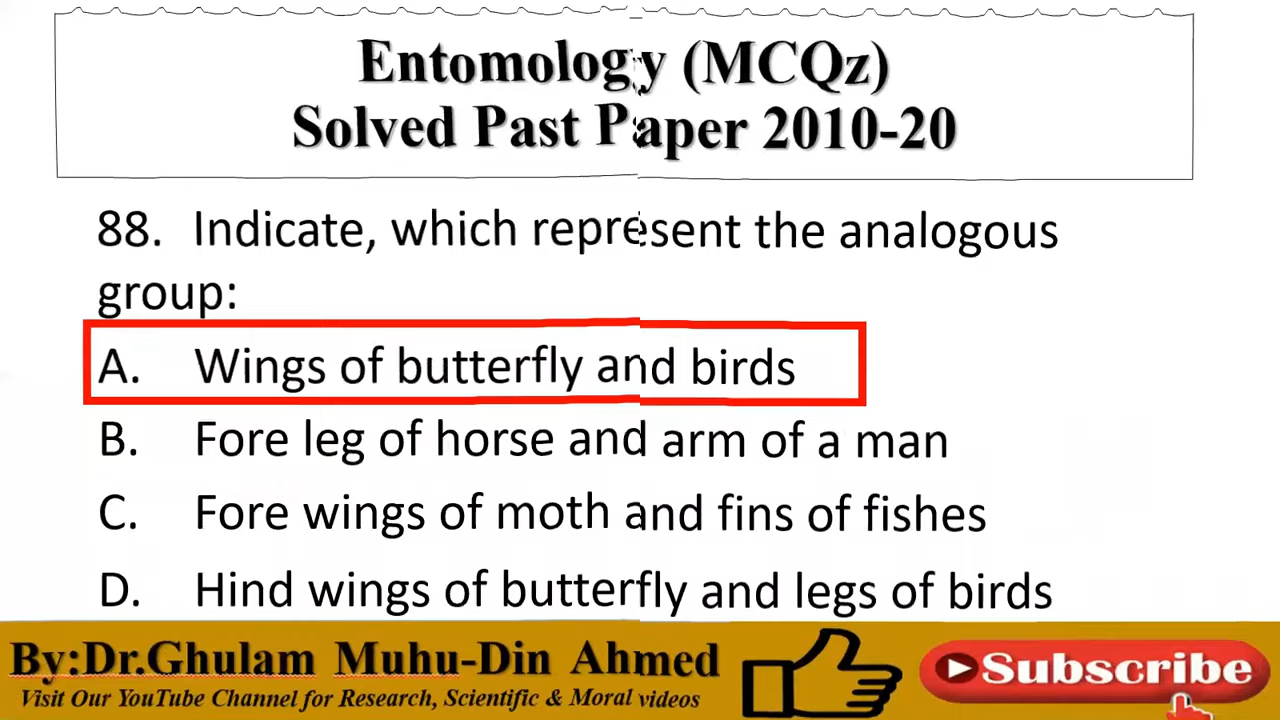 Entomology (MCQz)
Solved Past Paper 2010-20
88. Indicate, which represent the analogous
group:
A. Wings of butterfly and birds
B. Fore leg of horse and arm of a man
C. Fore wings of moth and fins of fishes
D. Hind wings of butterfly and legs of birds
By:Dr.Ghulam Muhu-Din Ahmed
Visit Our YouTube Channel for Research, Scientific & Moral videos
Subscribe